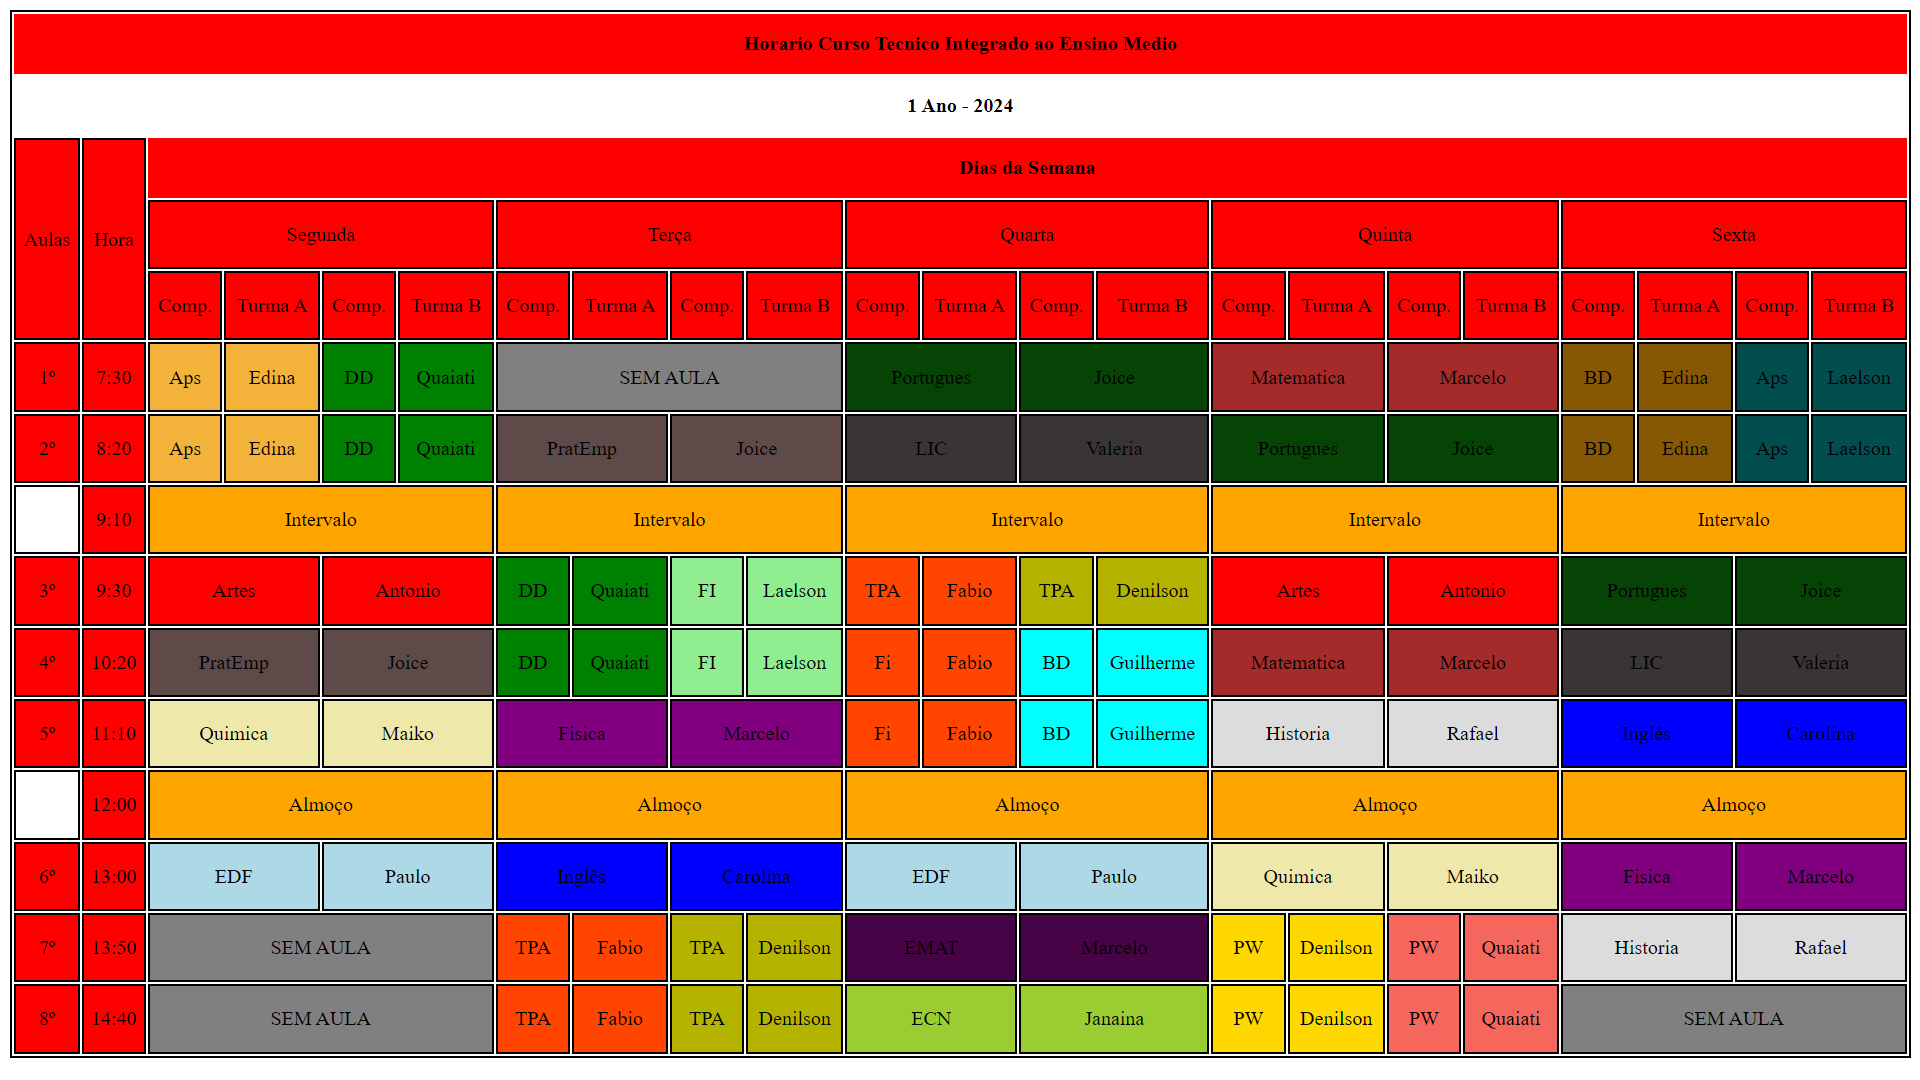 Horario Curso Tecnico Integrado ao Ensino Medio
1 Ano - 2024
Aulas Hora Dias da Semana
Segunda Terça Quarta Quinta Sexta
Comp. Turma A Comp. Turma B Comp. Turma A Comp. Turma B Comp. Turma A Comp. Turma B Comp. Turma A Comp. Turma B Comp. Turma A Comp. Turma B
1º 7:30 Aps Edina DD Quaiati SEM AULA Portugues Joice Matematica Marcelo BD Edina Aps Laelson
2º 8:20 Aps Edina DD Quaiati PratEmp Joice LIC Valeria Portugues Joice BD Edina Aps Laelson
9:10 Intervalo Intervalo Intervalo Intervalo Intervalo
3º 9:30 Artes Antonio DD Quaiati FI Laelson TPA Fabio TPA Denilson Artes Antonio Portugues Joice
4º 10:20 PratEmp Joice DD Quaiati FI Laelson Fi Fabio BD Guilherme Matematica Marcelo LIC Valeria
5º 11:10 Quimica Maiko Fisica Marcelo Fi Fabio BD Guilherme Historia Rafael Inglês Carolina
12:00 Almoço Almoço Almoço Almoço Almoço
6º 13:00 EDF Paulo Inglês Carolina EDF Paulo Quimica Maiko Fisica Marcelo
7º 13:50 SEM AULA TPA Fabio TPA Denilson EMAT Marcelo PW Denilson PW Quaiati Historia Rafael
8º 14:40 SEM AULA TPA Fabio TPA Denilson ECN Janaina PW Denilson PW Quaiati SEM AULA